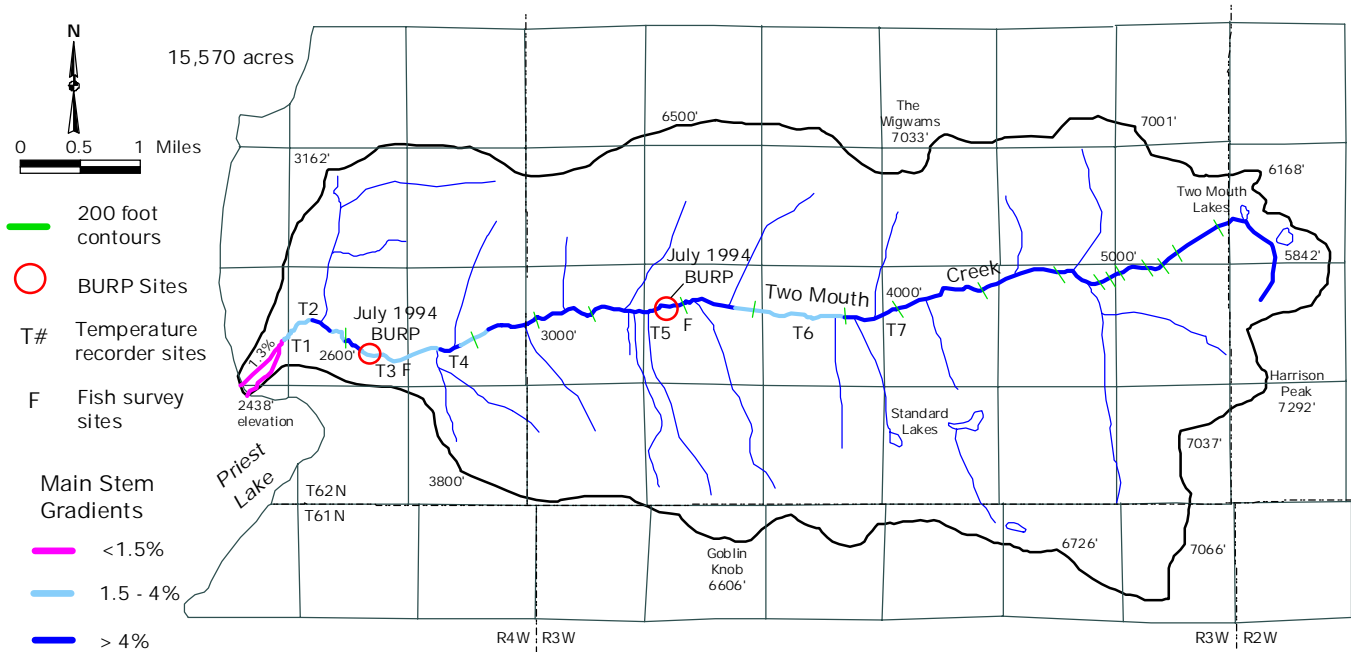 N
15,570 acres
0 0.5 1 Miles
200 foot
contours
BURP Sites
T#
Temperature
recorder sites
F
Fish survey
sites
Main Stem
Gradients
<1.5%
1.5 - 4%
> 4%
3162'
6500'
The
Wigwams
7033'
7001'
6168'
Two Mouth
Lakes
5842'
5000'
Creek
4000'
Two Mouth
July 1994
BURP
T7
T6
T5
F
3000'
July 1994
BURP
T2
T1
1.3%
2600'
T3 F
T4
2438'
elevation
Priest
Lake
3800'
Standard
Lakes
Harrison
Peak
7292'
7037'
T62N
T61N
Goblin
Knob
6606'
6726'
7066'
R4W
R3W
R3W
R2W